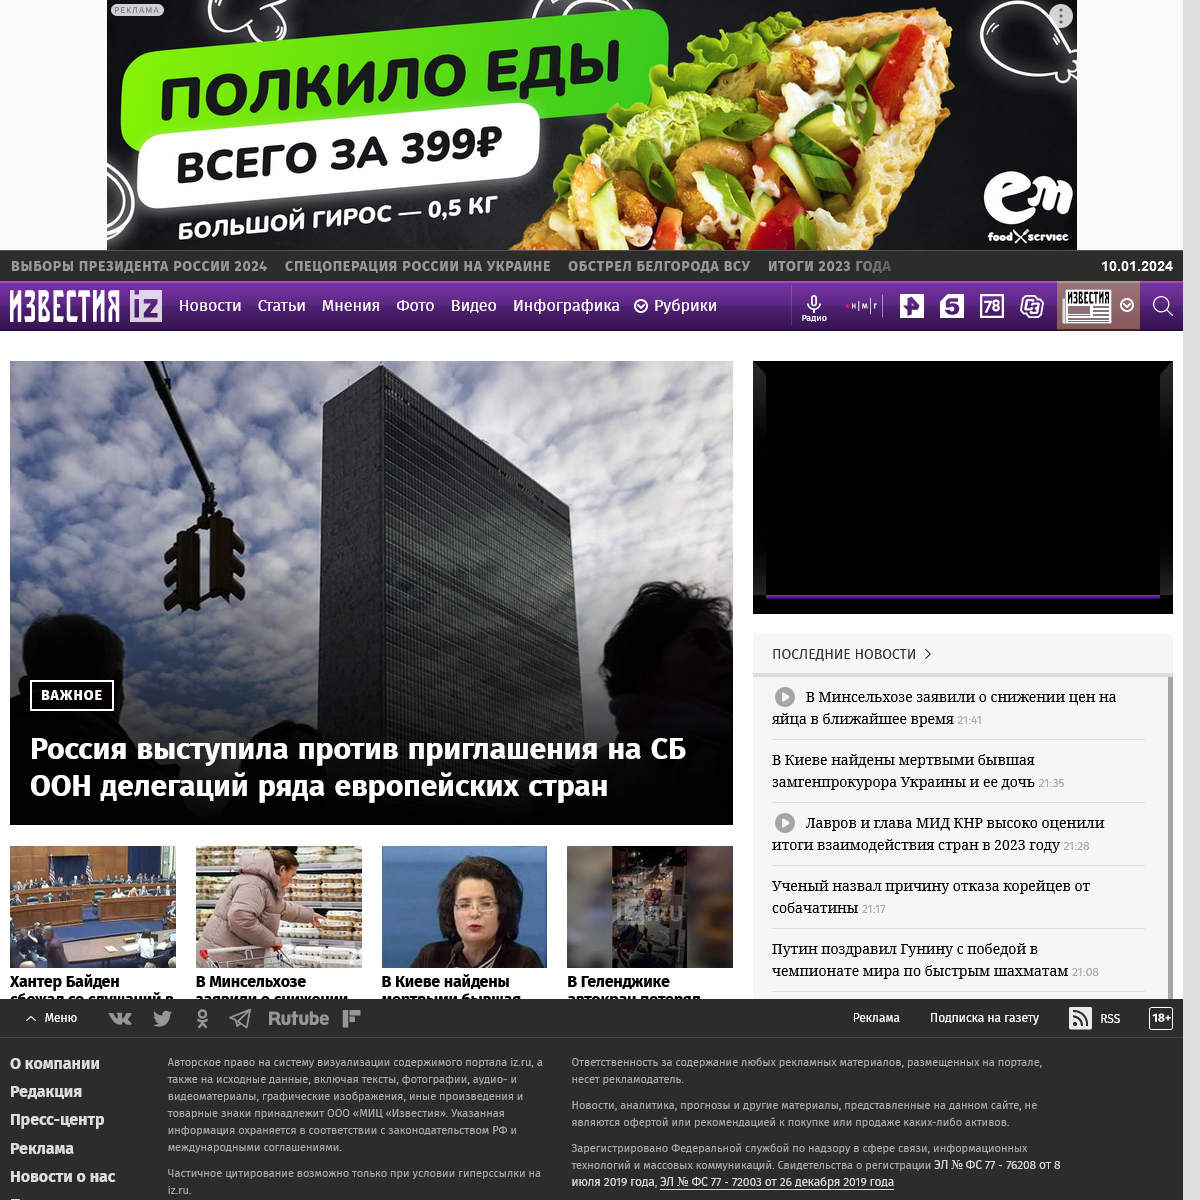 РЕКЛАМА
ПОЛКИЛО ЕДЫ
ВСЕГО ЗА 399₽
БОЛЬШОЙ ГИРОС — 0,5 КГ
em
food service
ВЫБОРЫ ПРЕЗИДЕНТА РОССИИ 2024 СПЕЦОПЕРАЦИЯ РОССИИ НА УКРАИНЕ ОБСТРЕЛ БЕЛГОРОДА ВСУ ИТОГИ 2023 ГОДА 10.01.2024
ИЗВЕСТИЯ iz Новости Статьи Мнения Фото Видео Инфографика Рубрики Радио Н|М|Г 5 78 ИЗВЕСТИЯ
ВАЖНОЕ
Россия выступила против приглашения на СБ
ООН делегаций ряда европейских стран
Хантер Байден
сбежал со слушаний в
В Минсельхозе
заявили о снижении
В Киеве найдены
мертвыми бывшая
В Геленджике
автокран потерял
ПОСЛЕДНИЕ НОВОСТИ
В Минсельхозе заявили о снижении цен на
яйца в ближайшее время 21:41
В Киеве найдены мертвыми бывшая
замгенпрокурора Украины и ее дочь 21:35
Лавров и глава МИД КНР высоко оценили
итоги взаимодействия стран в 2023 году 21:28
Ученый назвал причину отказа корейцев от
собачатины 21:17
Путин поздравил Гунину с победой в
чемпионате мира по быстрым шахматам 21:08
Меню Rutube Реклама Подписка на газету RSS 18+
О компании
Редакция
Пресс-центр
Реклама
Новости о нас
Авторское право на систему визуализации содержимого портала iz.ru, а
также на исходные данные, включая тексты, фотографии, аудио- и
видеоматериалы, графические изображения, иные произведения и
товарные знаки принадлежит ООО «МИЦ «Известия». Указанная
информация охраняется в соответствии с законодательством РФ и
международными соглашениями.
Частичное цитирование возможно только при условии гиперссылки на
iz.ru.
Ответственность за содержание любых рекламных материалов, размещенных на портале,
несет рекламодатель.
Новости, аналитика, прогнозы и другие материалы, представленные на данном сайте, не
являются офертой или рекомендацией к покупке или продаже каких-либо активов.
Зарегистрировано Федеральной службой по надзору в сфере связи, информационных
технологий и массовых коммуникаций. Свидетельства о регистрации ЭЛ № ФС 77 - 76208 от 8
июля 2019 года, ЭЛ № ФС 77 - 72003 от 26 декабря 2019 года